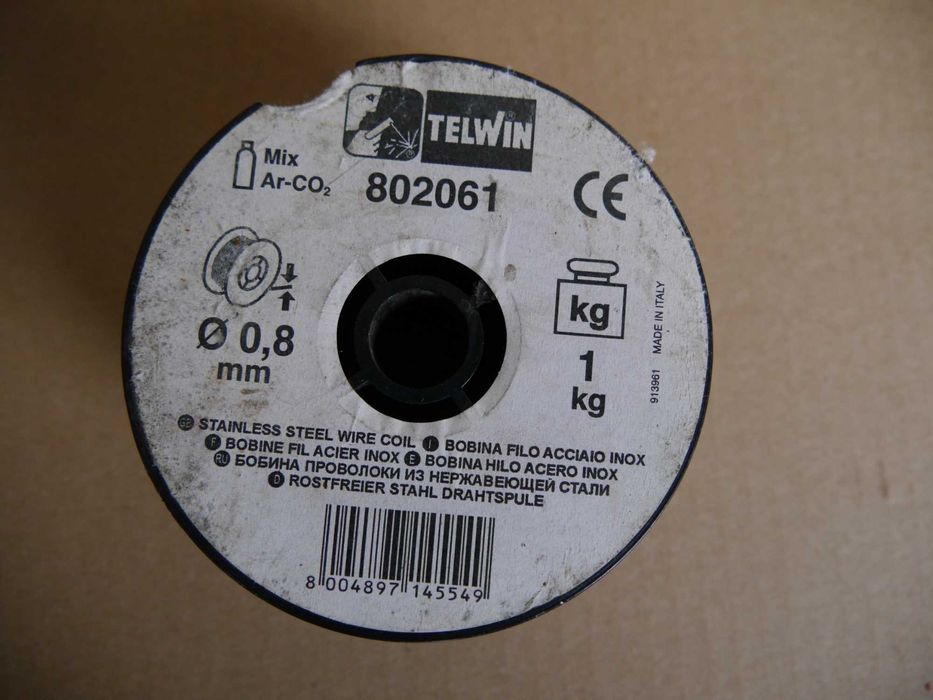 TELWIN®
Mix
Ar-CO₂
802061
CE
Ø 0,8
mm
kg
1
kg
913961 MADE IN ITALY
GB STAINLESS STEEL WIRE COIL I BOBINA FILO ACCIAIO INOX
F BOBINE FIL ACIER INOX E BOBINA HILO ACERO INOX
RU БОБИНА ПРОВОЛОКИ ИЗ НЕРЖАВЕЮЩЕЙ СТАЛИ
D ROSTFREIER STAHL DRAHTSPULE
8 004897 145549